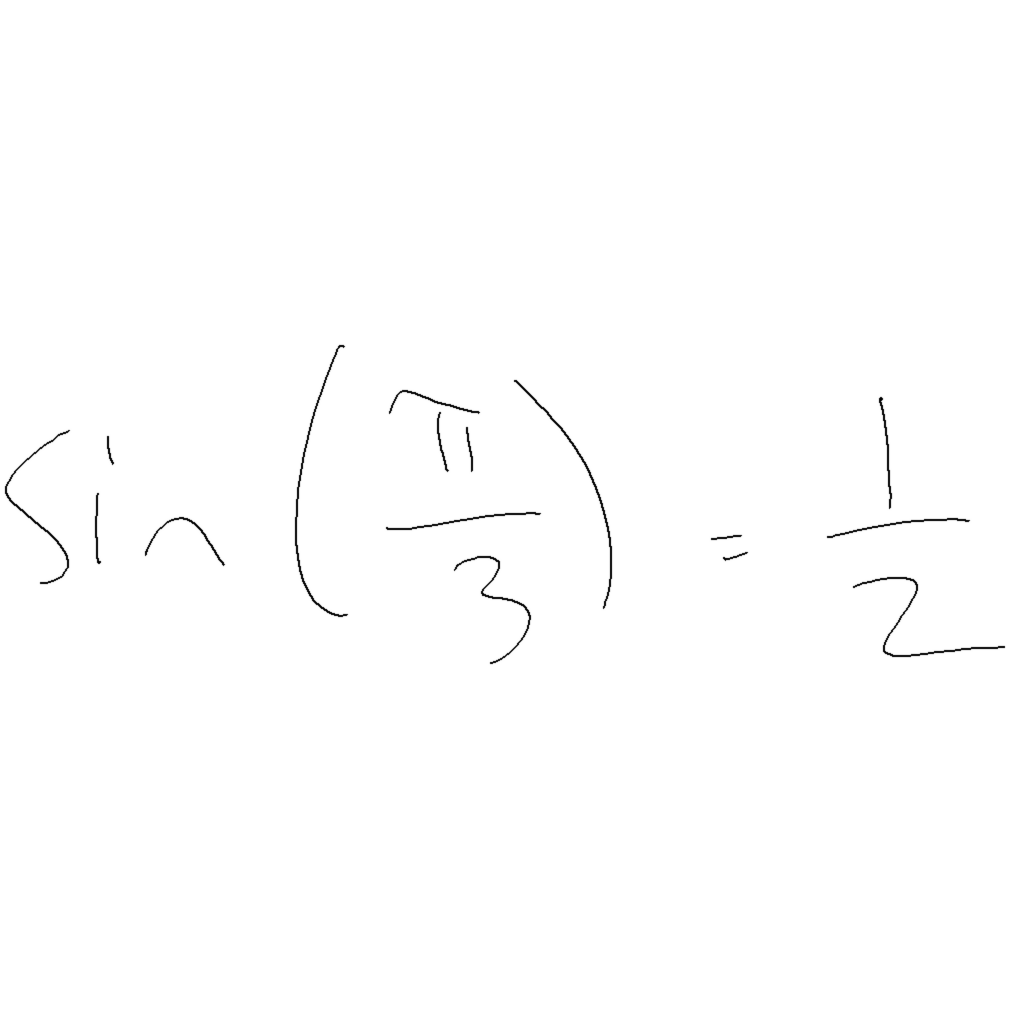 sin(π/3) = 1/2